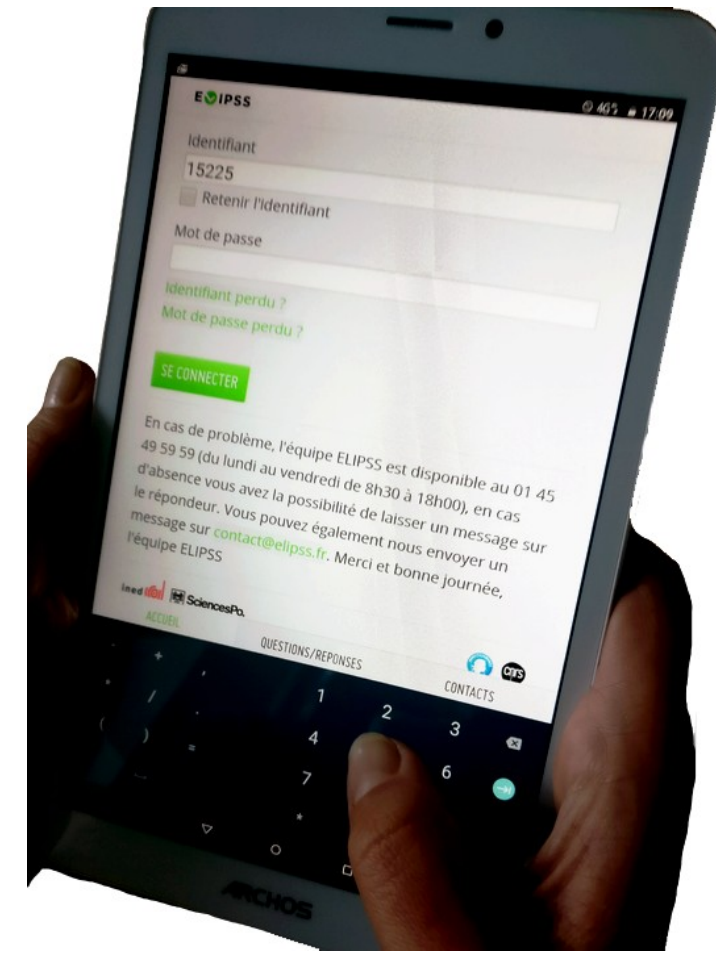 ELIPSS
4G 17:09
Identifiant
15225
Retenir l'identifiant
Mot de passe
Identifiant perdu ?
Mot de passe perdu ?
SE CONNECTER
En cas de problème, l'équipe ELIPSS est disponible au 01 45
49 59 59 (du lundi au vendredi de 8h30 à 18h00), en cas
d'absence vous avez la possibilité de laisser un message sur
le répondeur. Vous pouvez également nous envoyer un
message sur contact@elipss.fr. Merci et bonne journée,
l'équipe ELIPSS
ined SciencesPo. cnrs
ACCUEIL QUESTIONS/REPONSES CONTACTS
+ 1 2 3
/ 4 6
( ) = 7
*
ARCHOS